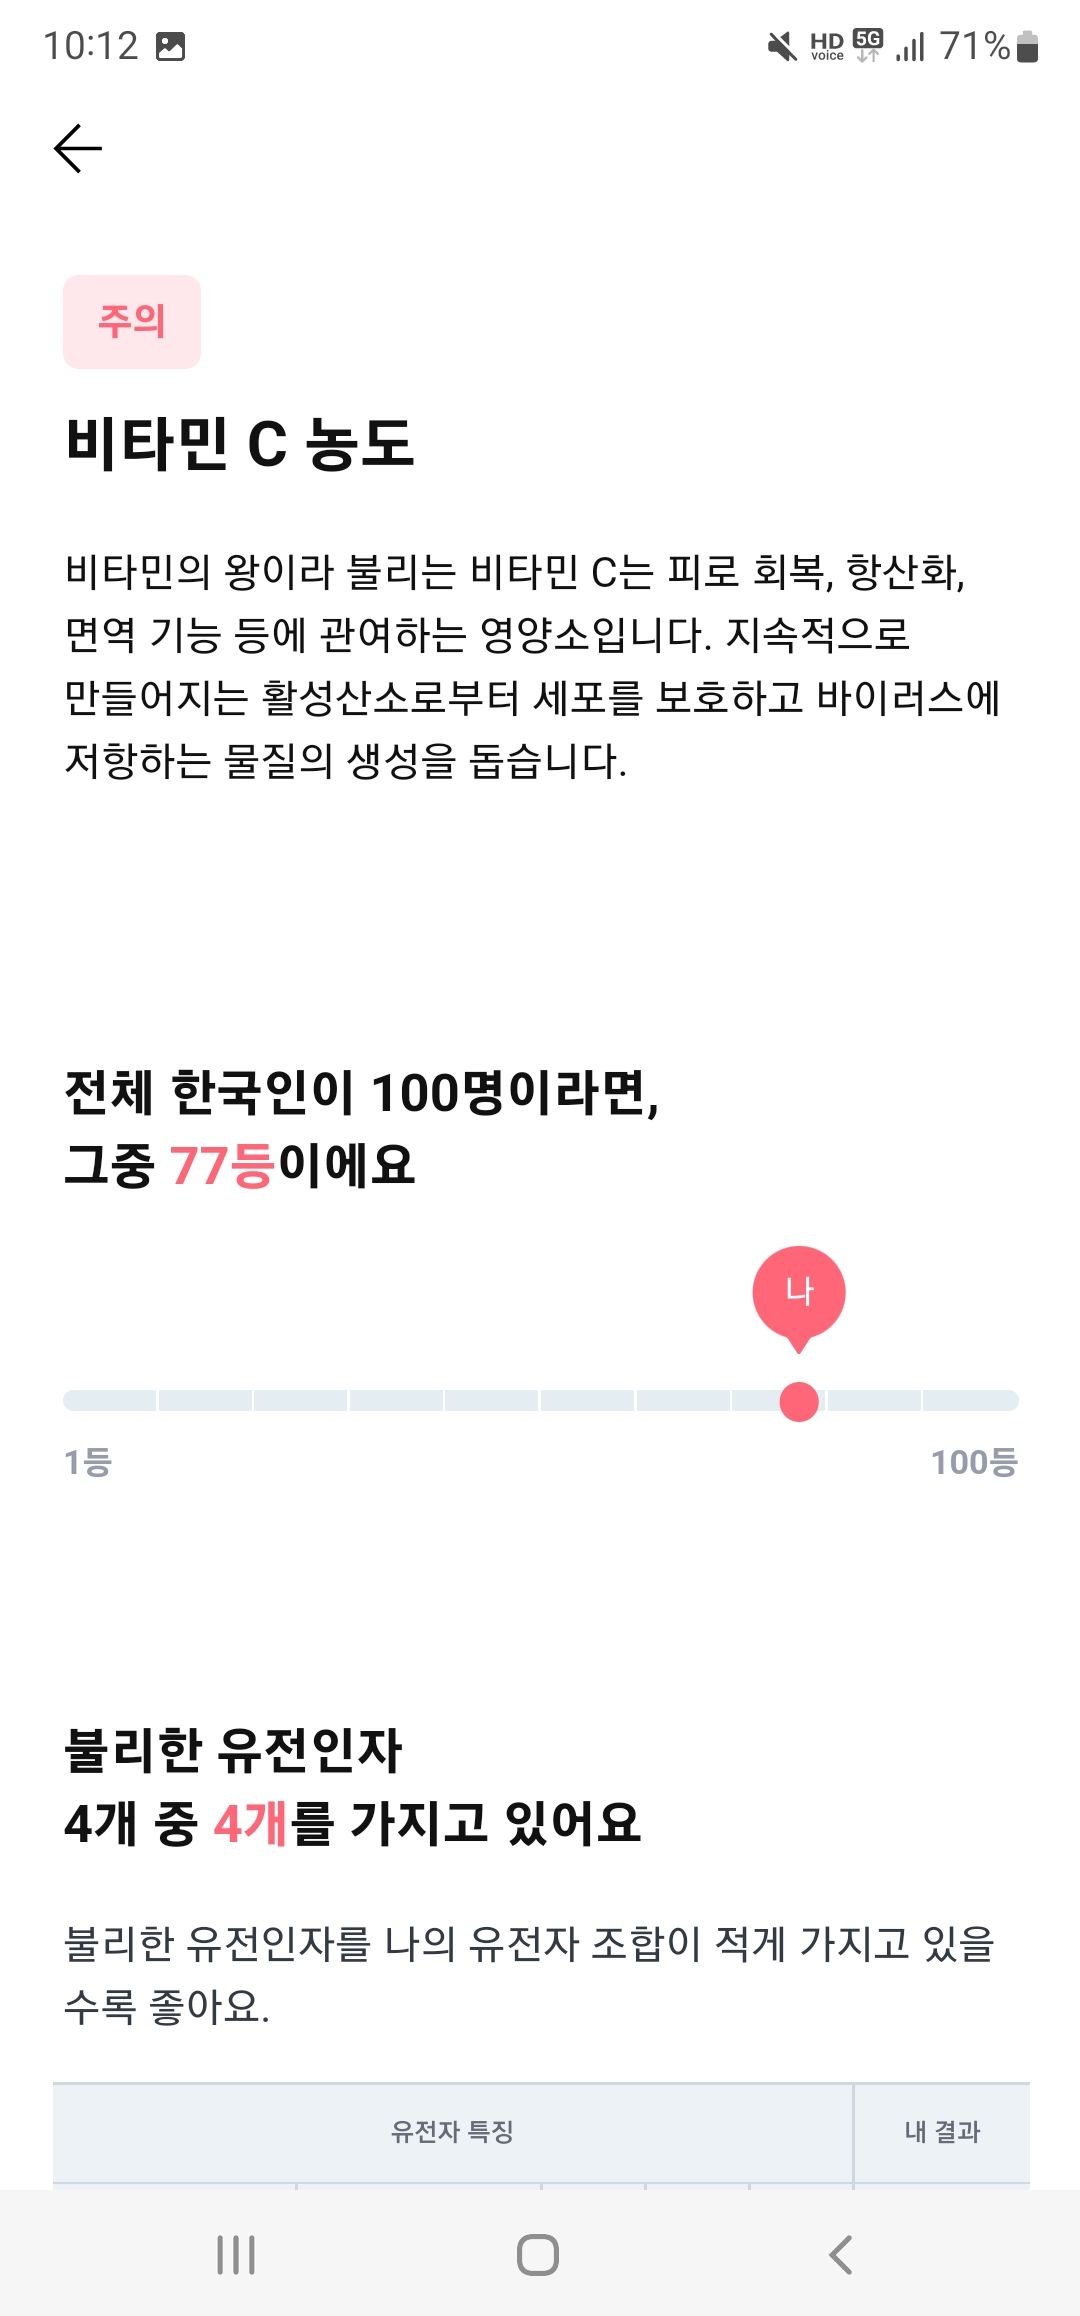 10:12
HD voice 5G 71%
주의
비타민 C 농도
비타민의 왕이라 불리는 비타민 C는 피로 회복, 항산화,
면역 기능 등에 관여하는 영양소입니다. 지속적으로
만들어지는 활성산소로부터 세포를 보호하고 바이러스에
저항하는 물질의 생성을 돕습니다.
전체 한국인이 100명이라면,
그중 77등이에요
나
1등 100등
불리한 유전인자
4개 중 4개를 가지고 있어요
불리한 유전인자를 나의 유전자 조합이 적게 가지고 있을
수록 좋아요.
유전자 특징 내 결과